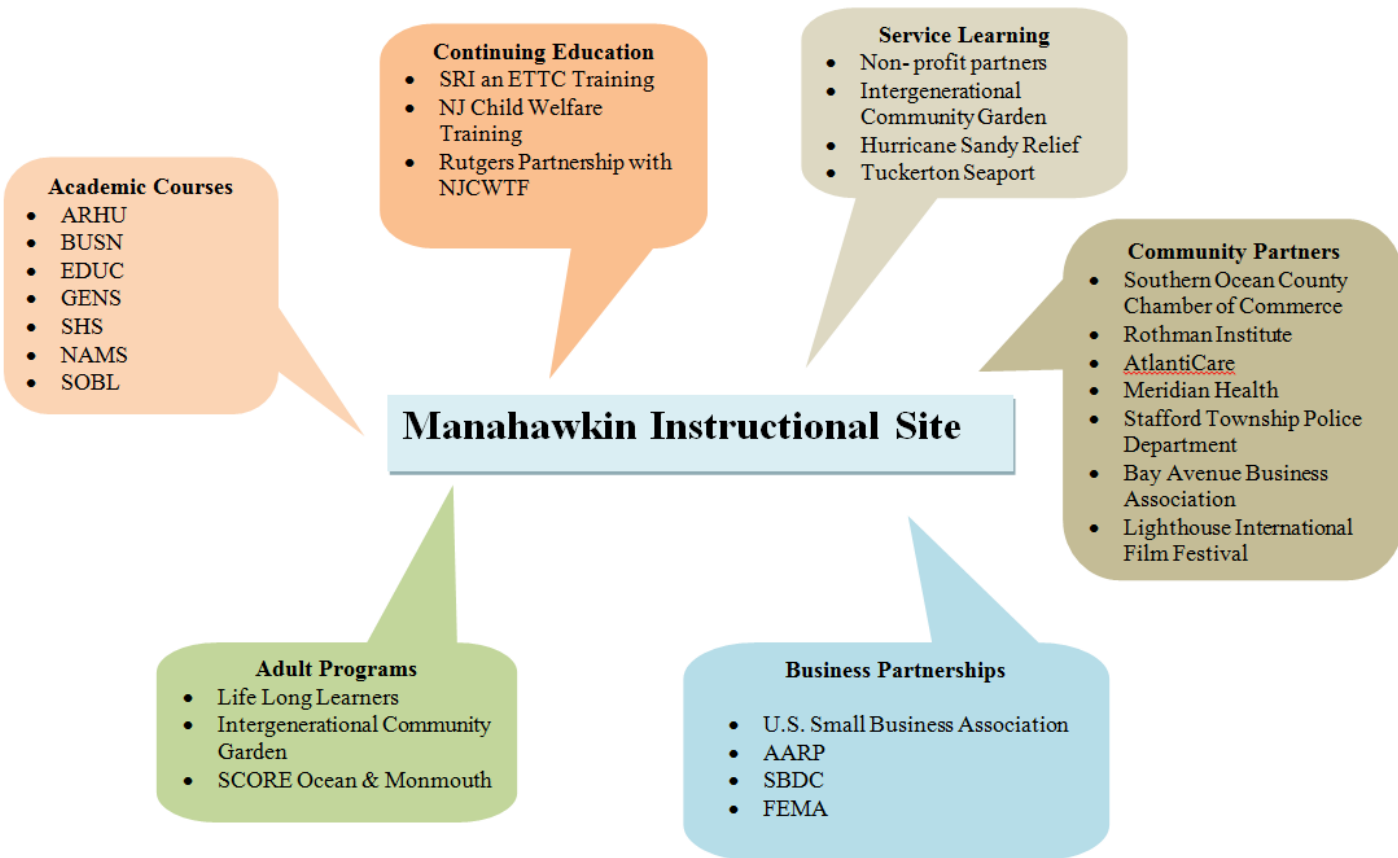 Continuing Education
• SRI an ETTC Training
• NJ Child Welfare
Training
• Rutgers Partnership with
NJCWTF
Service Learning
• Non- profit partners
• Intergenerational
Community Garden
• Hurricane Sandy Relief
• Tuckerton Seaport
Academic Courses
• ARHU
• BUSN
• EDUC
• GENS
• SHS
• NAMS
• SOBL
Community Partners
• Southern Ocean County
Chamber of Commerce
• Rothman Institute
• AtlantiCare
• Meridian Health
• Stafford Township Police
Department
• Bay Avenue Business
Association
• Lighthouse International
Film Festival
Manahawkin Instructional Site
Adult Programs
• Life Long Learners
• Intergenerational Community
Garden
• SCORE Ocean & Monmouth
Business Partnerships
• U.S. Small Business Association
• AARP
• SBDC
• FEMA